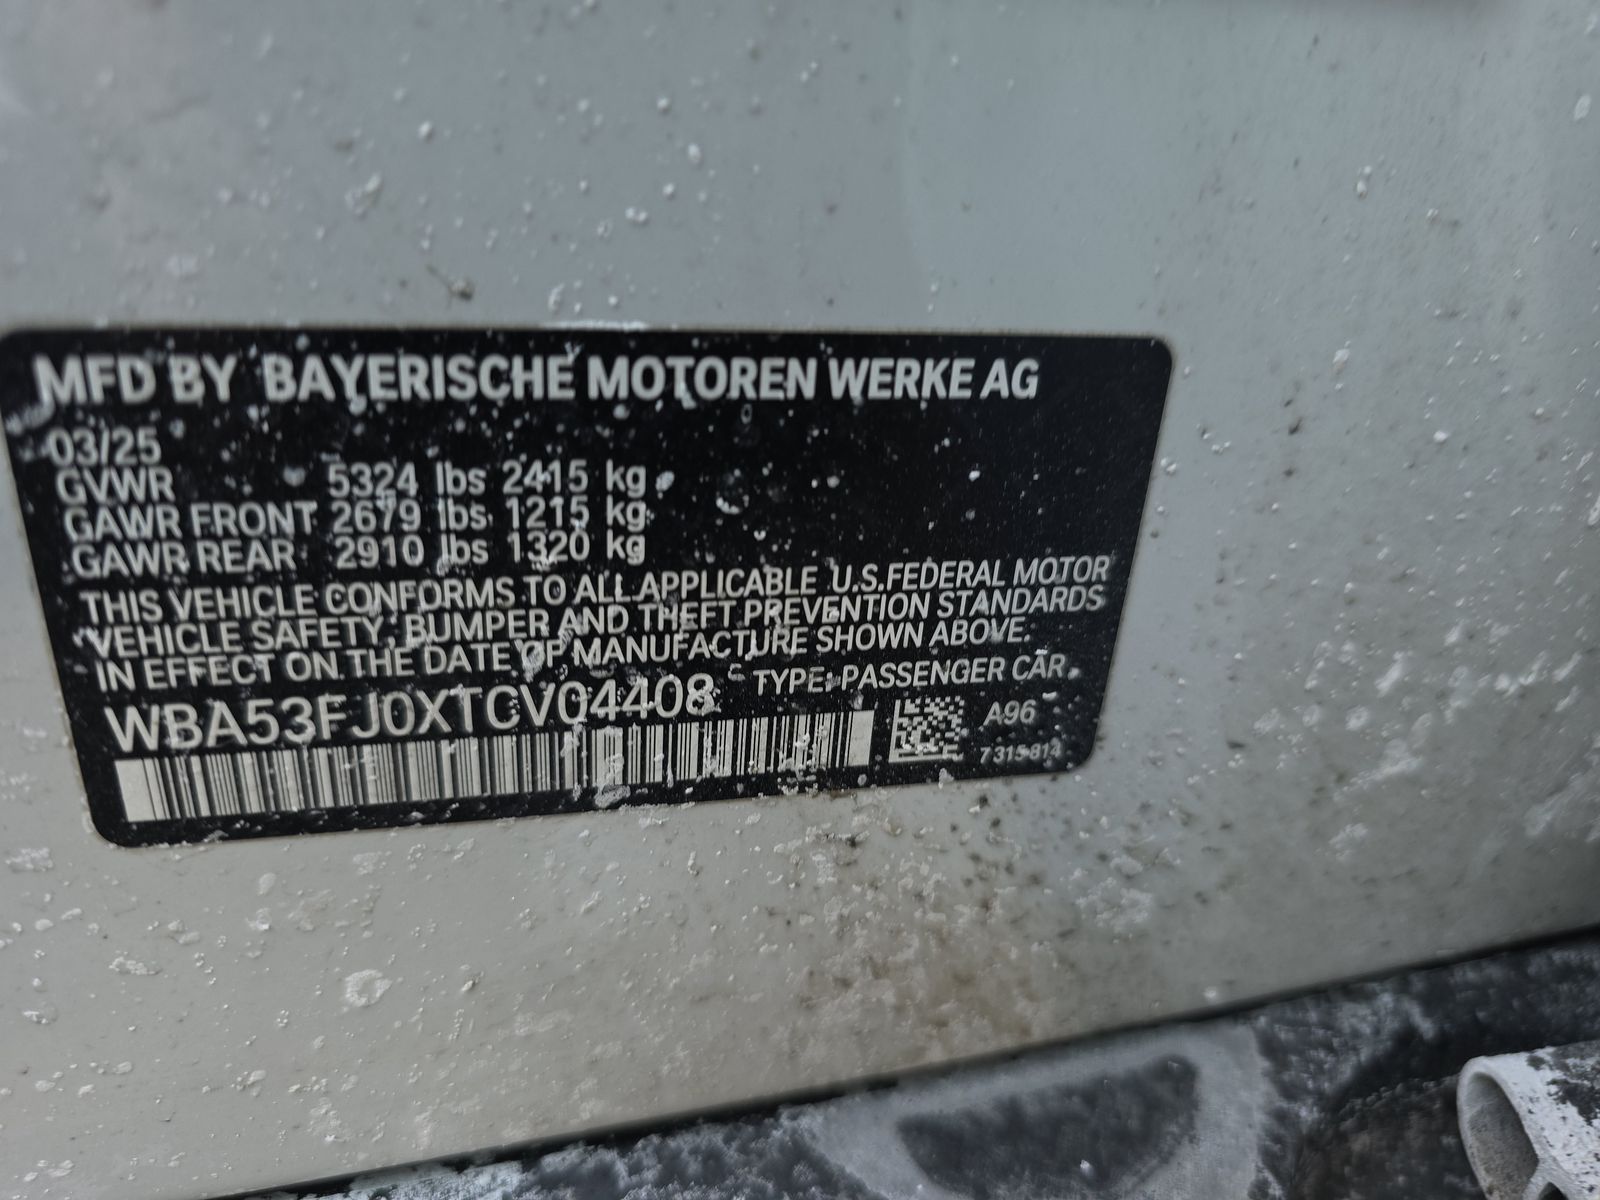 MFD BY BAYERISCHE MOTOREN WERKE AG
03/25
GVWR 5324 lbs 2415 kg
GAWR FRONT 2679 lbs 1215 kg
GAWR REAR 2910 lbs 1320 kg
THIS VEHICLE CONFORMS TO ALL APPLICABLE U.S.FEDERAL MOTOR
VEHICLE SAFETY, BUMPER AND THEFT PREVENTION STANDARDS
IN EFFECT ON THE DATE OF MANUFACTURE SHOWN ABOVE.
WBA53FJ0XTCV04408 TYPE: PASSENGER CAR
A96
7 315 814